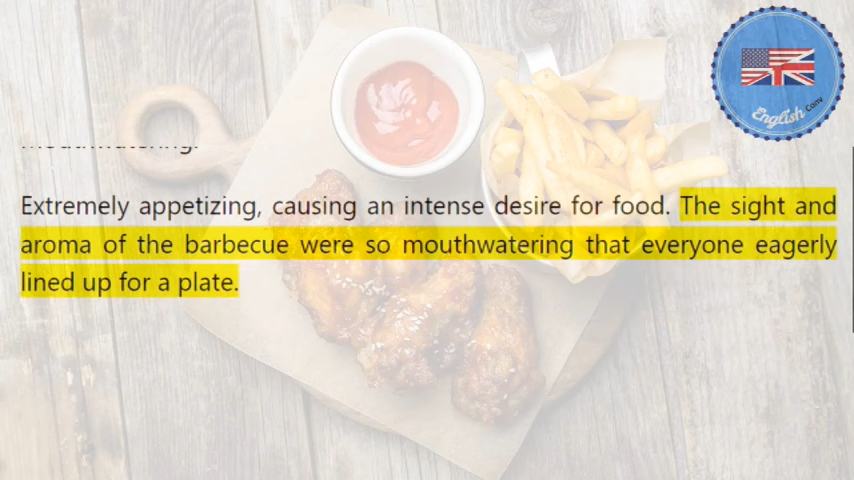 Extremely appetizing, causing an intense desire for food. The sight and
aroma of the barbecue were so mouthwatering that everyone eagerly
lined up for a plate.
English Conv